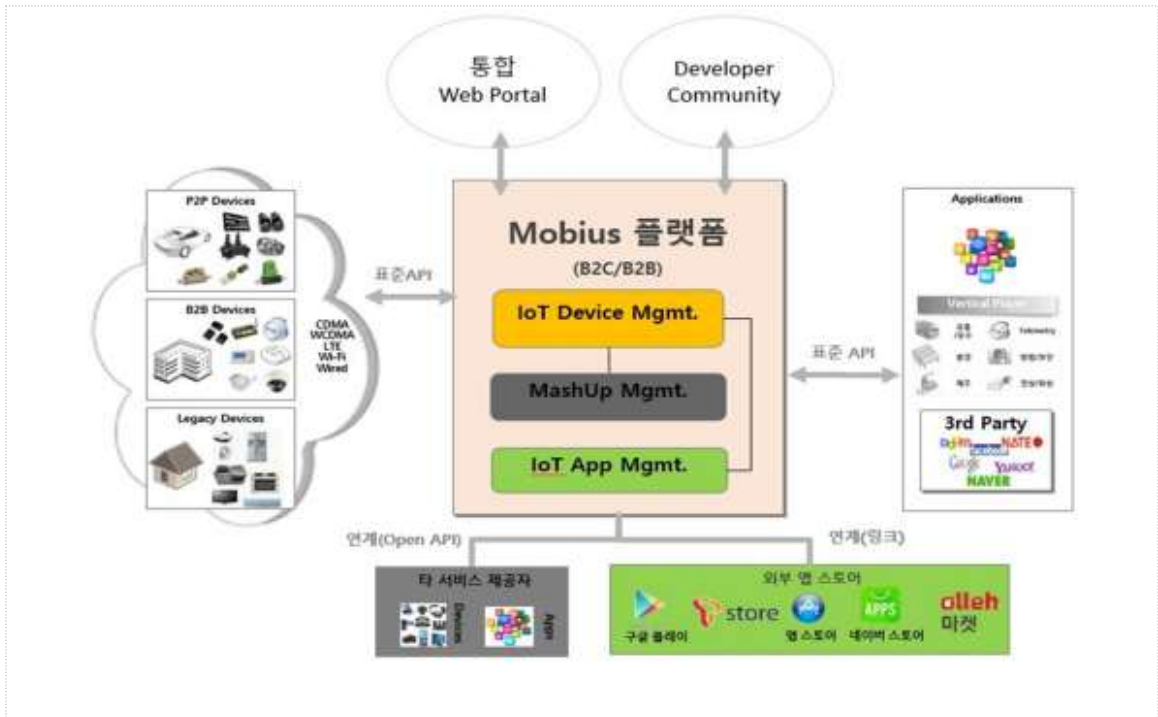 통합
Web Portal
Developer
Community
P2P Devices
B2B Devices
Legacy Devices
CDMA
WCDMA
LTE
Wi-Fi
Wired
표준API
Mobius 플랫폼
(B2C/B2B)
IoT Device Mgmt.
MashUp Mgmt.
IoT App Mgmt.
표준 API
Applications
Telemetry
3rd Party
facebook
NATE
Google
YAHOO!
NAVER
연계(Open API)
연계(링크)
타 서비스 제공자
Devices
Apps
외부 앱 스토어
구글 플레이
T store
앱 스토어
APPS
네이버 스토어
olleh
마켓